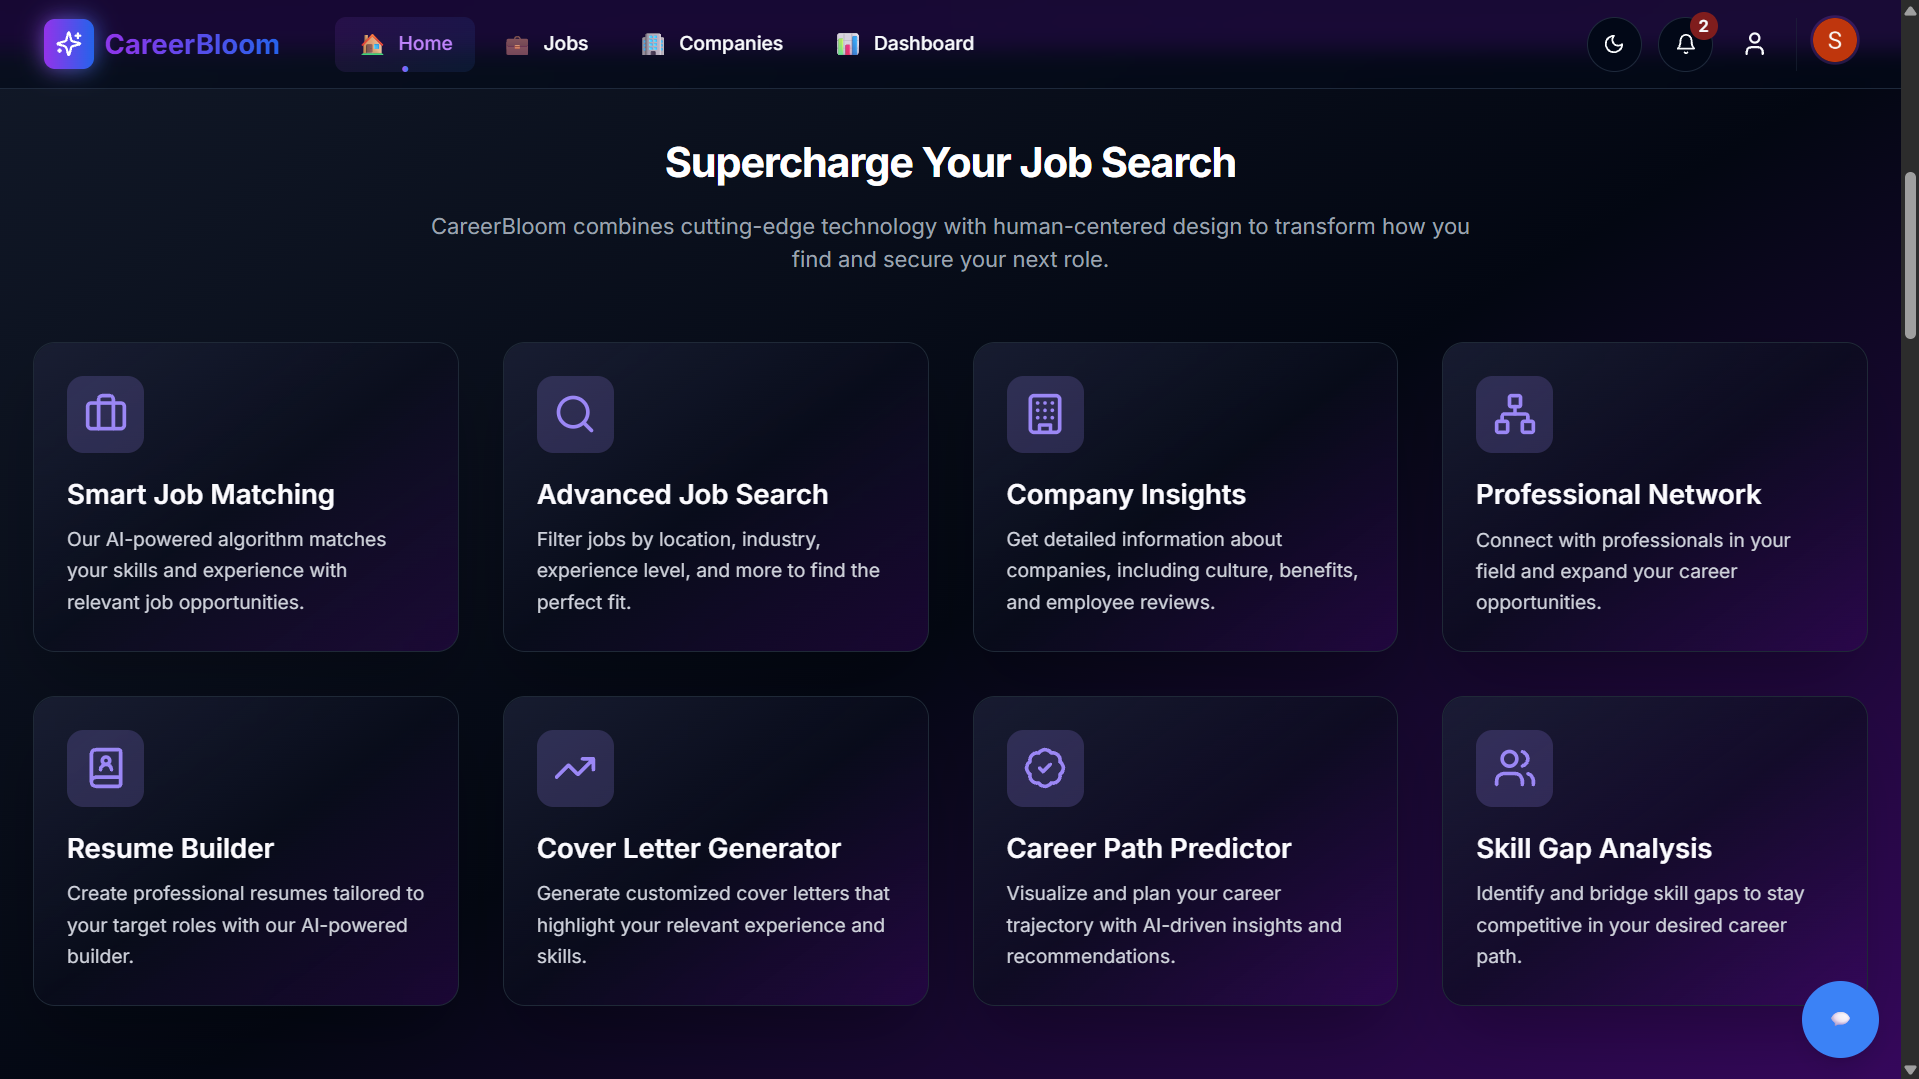 CareerBloom
Home
Jobs
Companies
Dashboard
2
S
Supercharge Your Job Search
CareerBloom combines cutting-edge technology with human-centered design to transform how you
find and secure your next role.
Smart Job Matching
Our AI-powered algorithm matches
your skills and experience with
relevant job opportunities.
Advanced Job Search
Filter jobs by location, industry,
experience level, and more to find the
perfect fit.
Company Insights
Get detailed information about
companies, including culture, benefits,
and employee reviews.
Professional Network
Connect with professionals in your
field and expand your career
opportunities.
Resume Builder
Create professional resumes tailored to
your target roles with our AI-powered
builder.
Cover Letter Generator
Generate customized cover letters that
highlight your relevant experience and
skills.
Career Path Predictor
Visualize and plan your career
trajectory with AI-driven insights and
recommendations.
Skill Gap Analysis
Identify and bridge skill gaps to stay
competitive in your desired career
path.